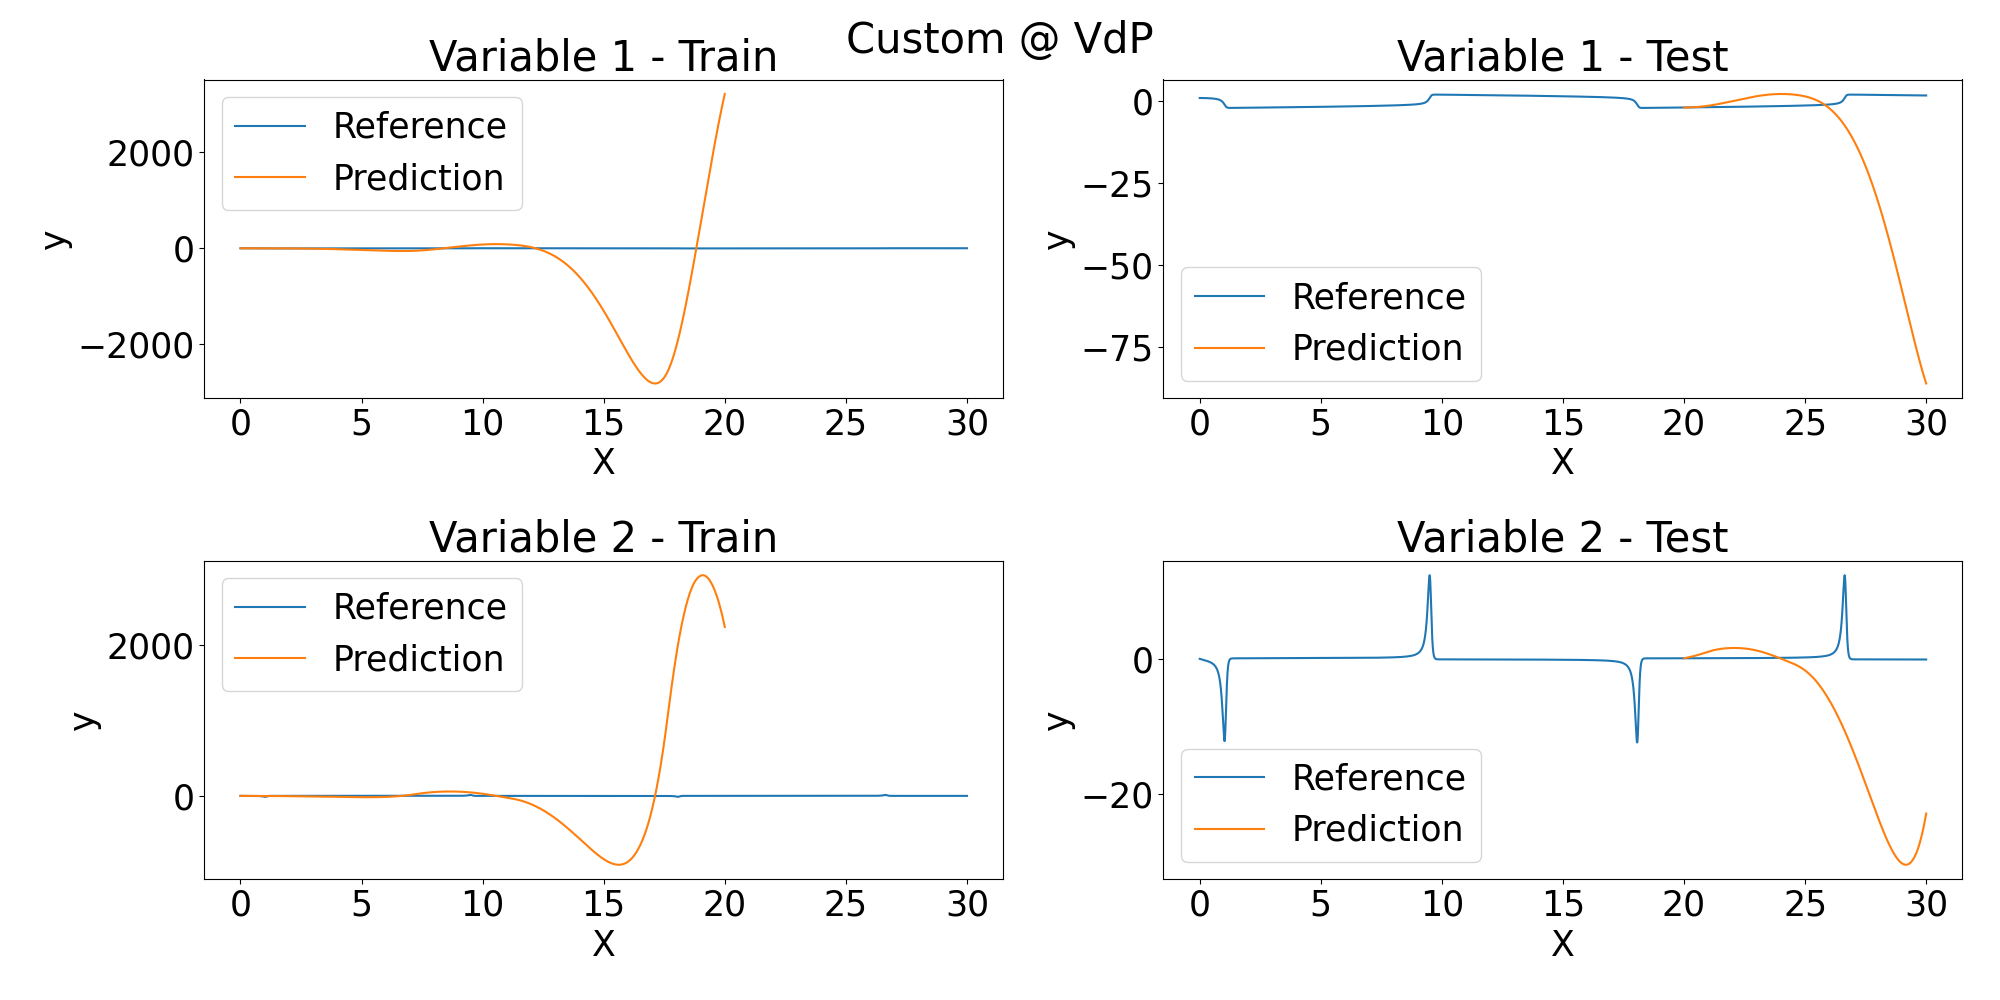 Custom @ VdP
Variable 1 - Train
Reference
Prediction
2000
0
−2000
y
0
5
10
15
20
25
30
X
Variable 1 - Test
0
−25
−50
−75
y
Reference
Prediction
0
5
10
15
20
25
30
X
Variable 2 - Train
Reference
Prediction
2000
0
y
0
5
10
15
20
25
30
X
Variable 2 - Test
0
−20
y
Reference
Prediction
0
5
10
15
20
25
30
X